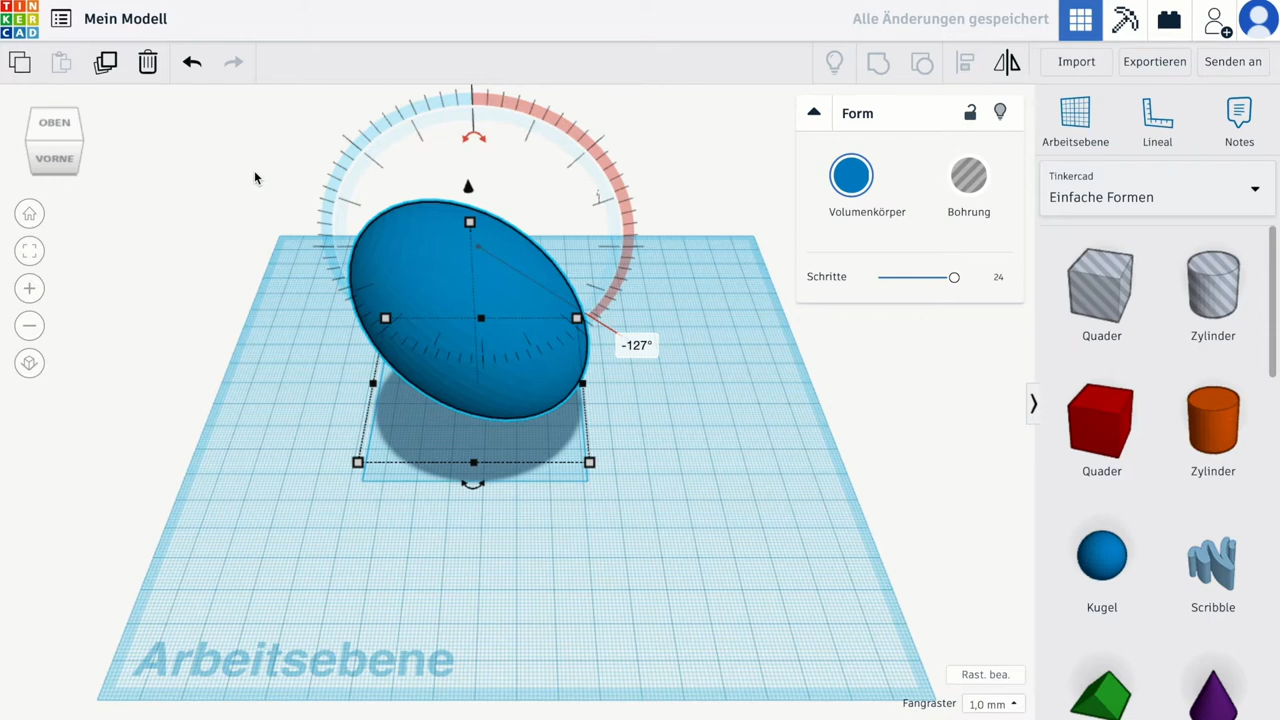 TIN
KER
CAD
Mein Modell
Alle Änderungen gespeichert
Import
Exportieren
Senden an
OBEN
VORNE
Form
Volumenkörper
Bohrung
Schritte
24
Arbeitsebene
Lineal
Notes
Tinkercad
Einfache Formen
Quader
Zylinder
Quader
Zylinder
Kugel
Scribble
-127°
Arbeitsebene
Rast. bea.
Fangraster
1,0 mm